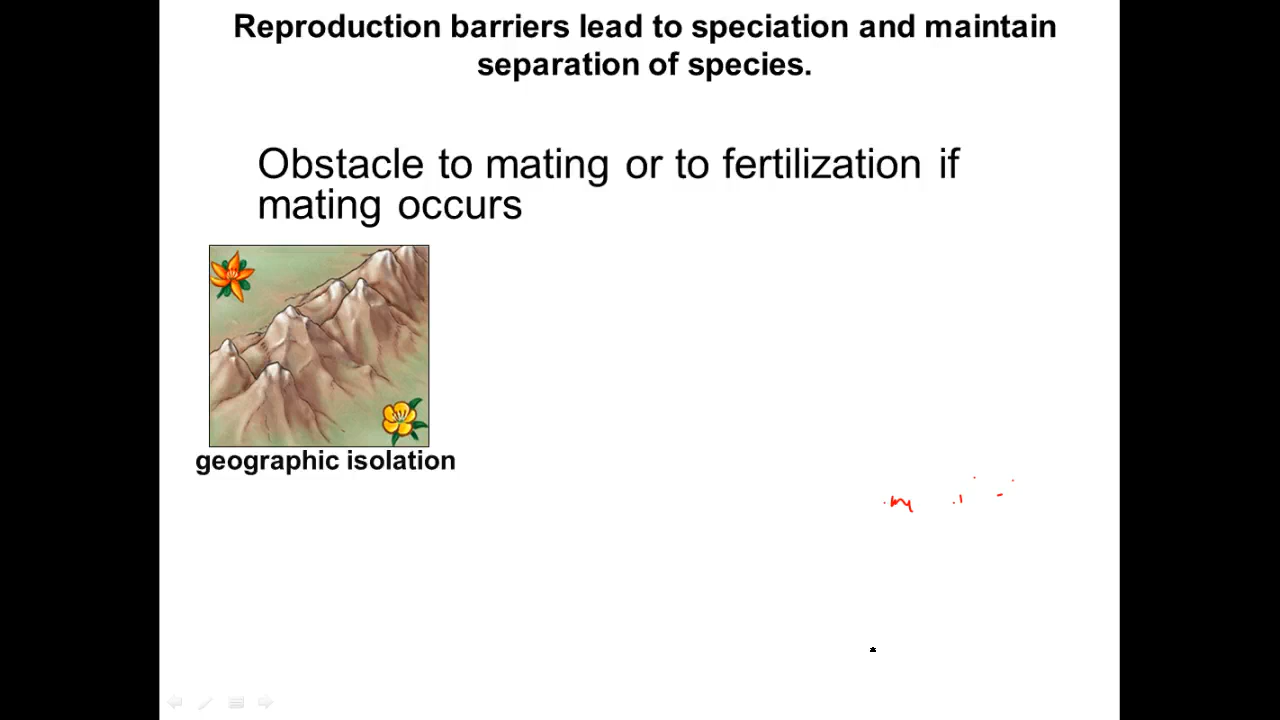 Reproduction barriers lead to speciation and maintain
separation of species.
Obstacle to mating or to fertilization if
mating occurs
geographic isolation